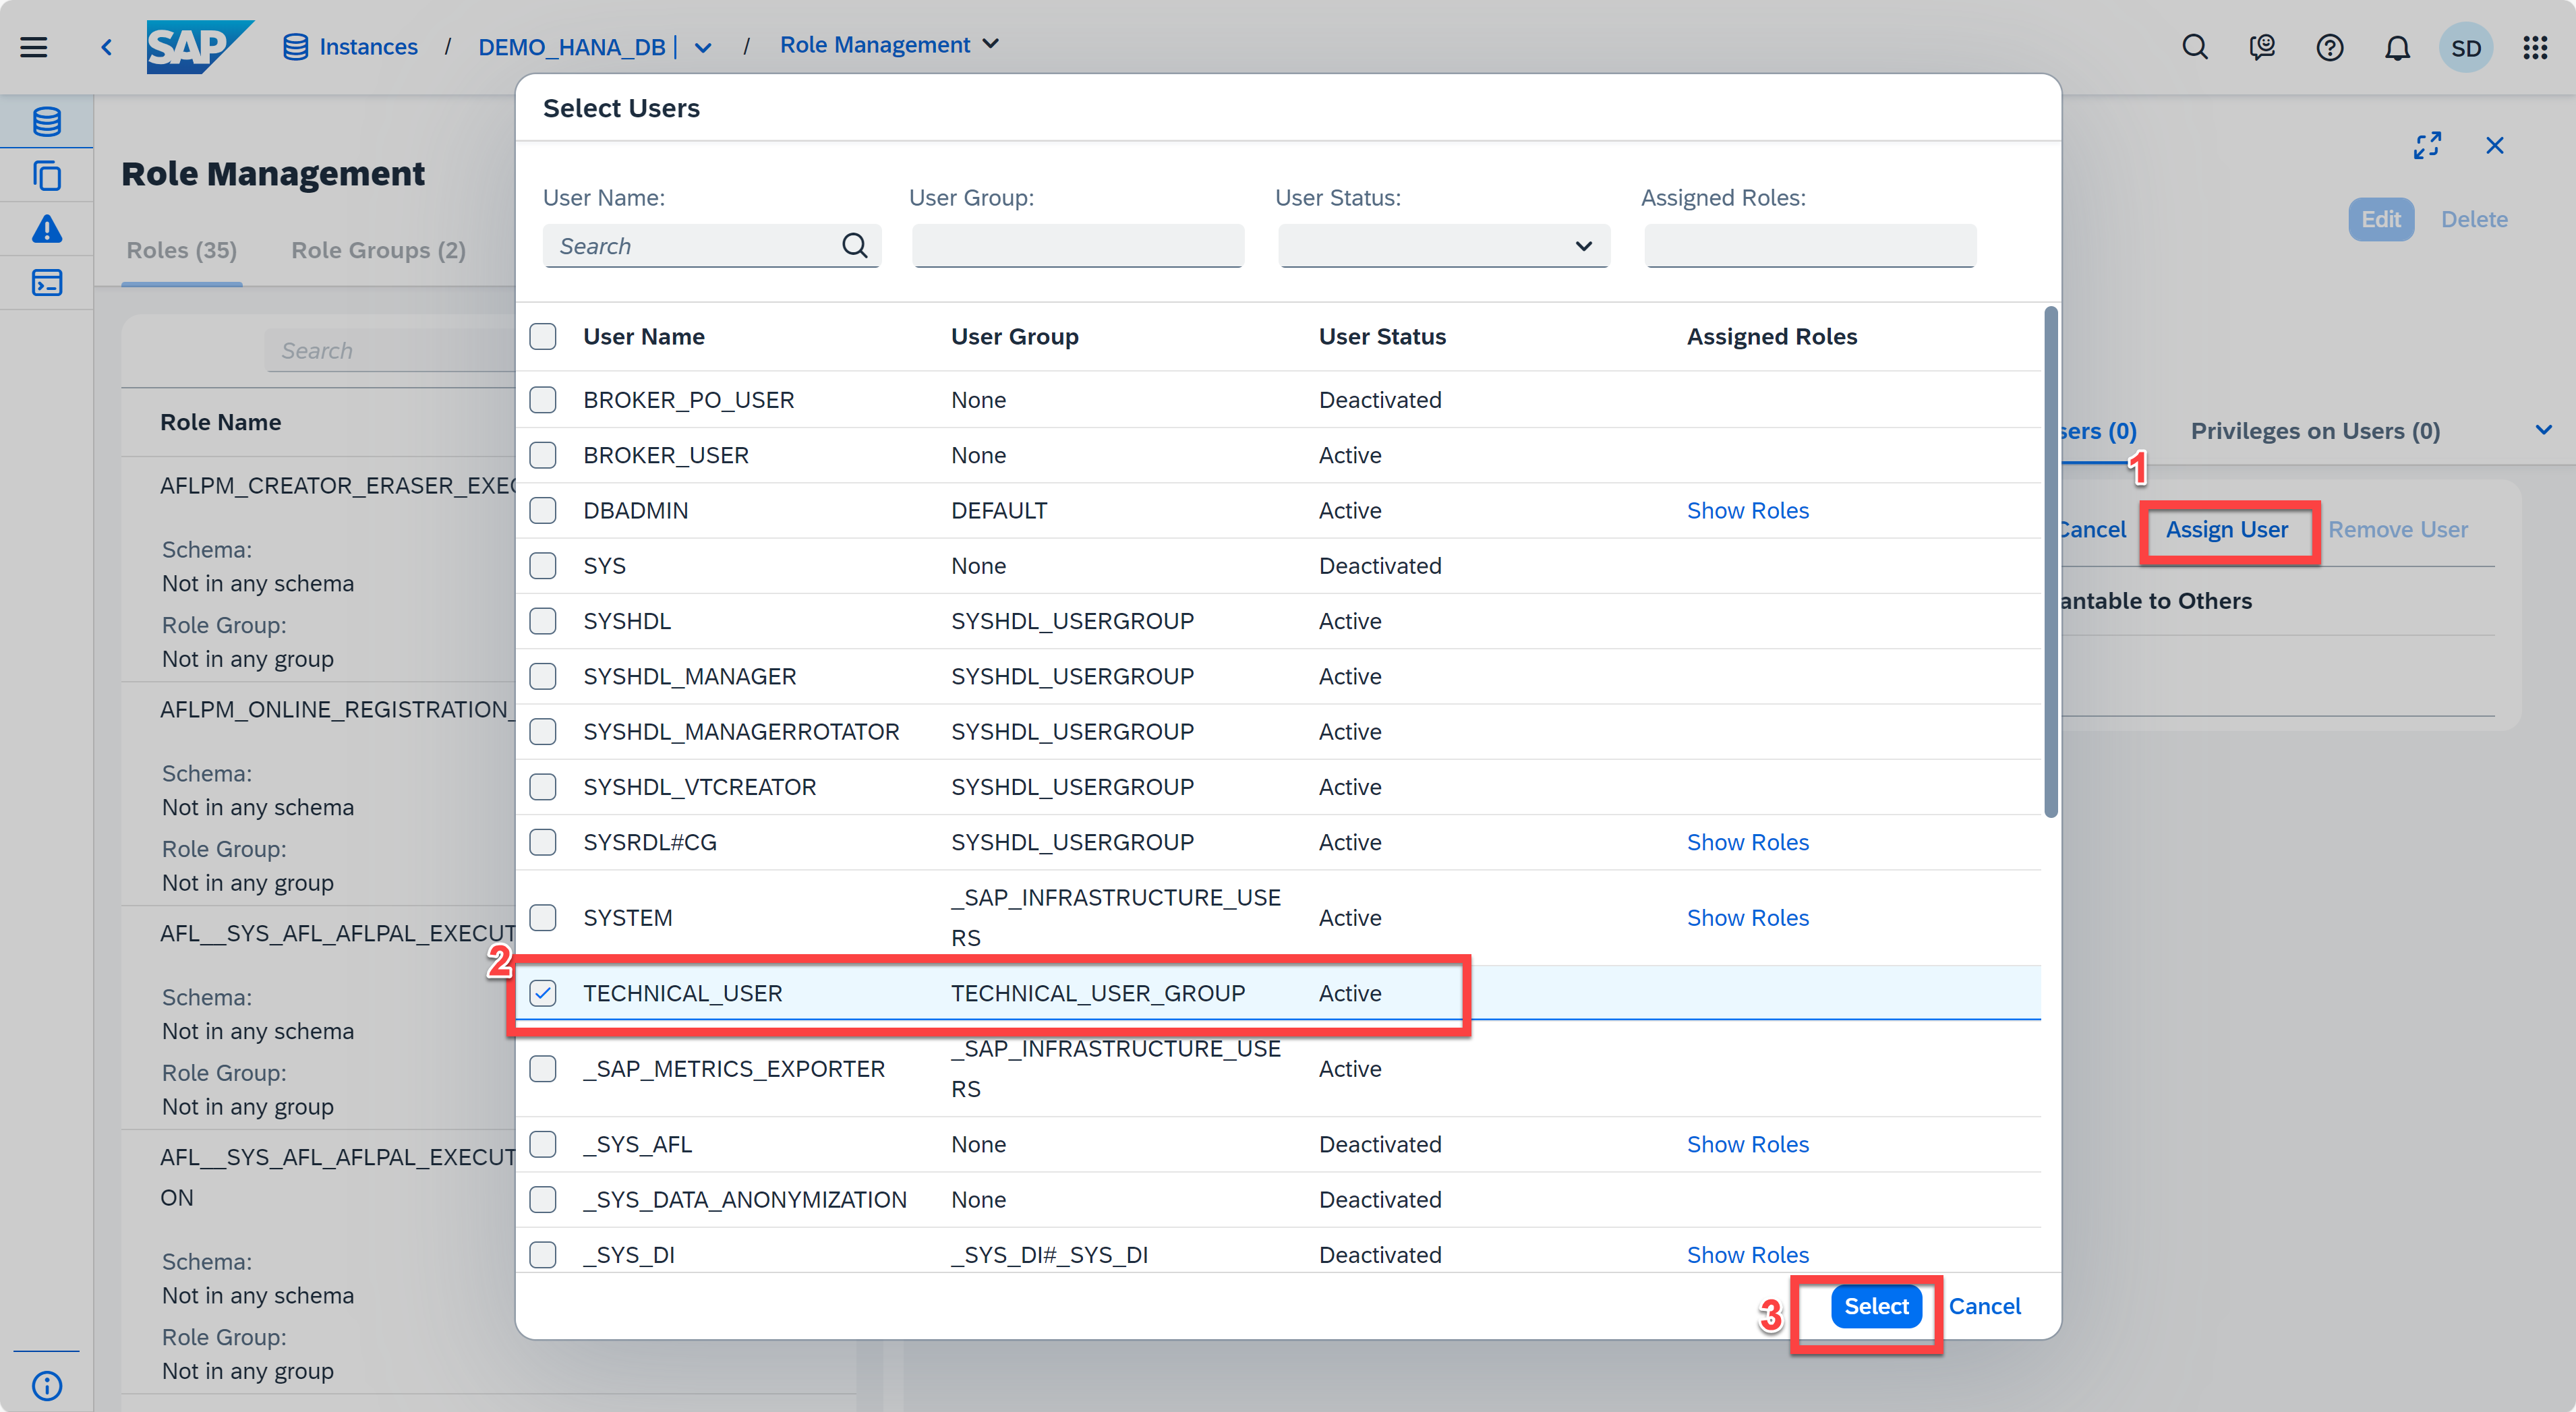 SAP
Instances / DEMO_HANA_DB / Role Management
SD
Role Management
Roles (35)
Role Groups (2)
Search
Role Name
AFLPM_CREATOR_ERASER_EXEC
Schema:
Not in any schema
Role Group:
Not in any group
AFLPM_ONLINE_REGISTRATION_
Schema:
Not in any schema
Role Group:
Not in any group
AFL__SYS_AFL_AFLPAL_EXECUT
Schema:
Not in any schema
Role Group:
Not in any group
AFL__SYS_AFL_AFLPAL_EXECUT
ON
Schema:
Not in any schema
Role Group:
Not in any group
Select Users
User Name: User Group: User Status: Assigned Roles:
Search
User Name User Group User Status Assigned Roles
BROKER_PO_USER None Deactivated
BROKER_USER None Active
DBADMIN DEFAULT Active Show Roles
SYS None Deactivated
SYSHDL SYSHDL_USERGROUP Active
SYSHDL_MANAGER SYSHDL_USERGROUP Active
SYSHDL_MANAGERROTATOR SYSHDL_USERGROUP Active
SYSHDL_VTCREATOR SYSHDL_USERGROUP Active
SYSRDL#CG SYSHDL_USERGROUP Active Show Roles
SYSTEM _SAP_INFRASTRUCTURE_USE
RS Active Show Roles
2
TECHNICAL_USER TECHNICAL_USER_GROUP Active
_SAP_METRICS_EXPORTER _SAP_INFRASTRUCTURE_USE
RS Active
_SYS_AFL None Deactivated Show Roles
_SYS_DATA_ANONYMIZATION None Deactivated
_SYS_DI _SYS_DI#_SYS_DI Deactivated Show Roles
3
Select Cancel
Edit Delete
sers (0) Privileges on Users (0)
1
Cancel Assign User Remove User
antable to Others